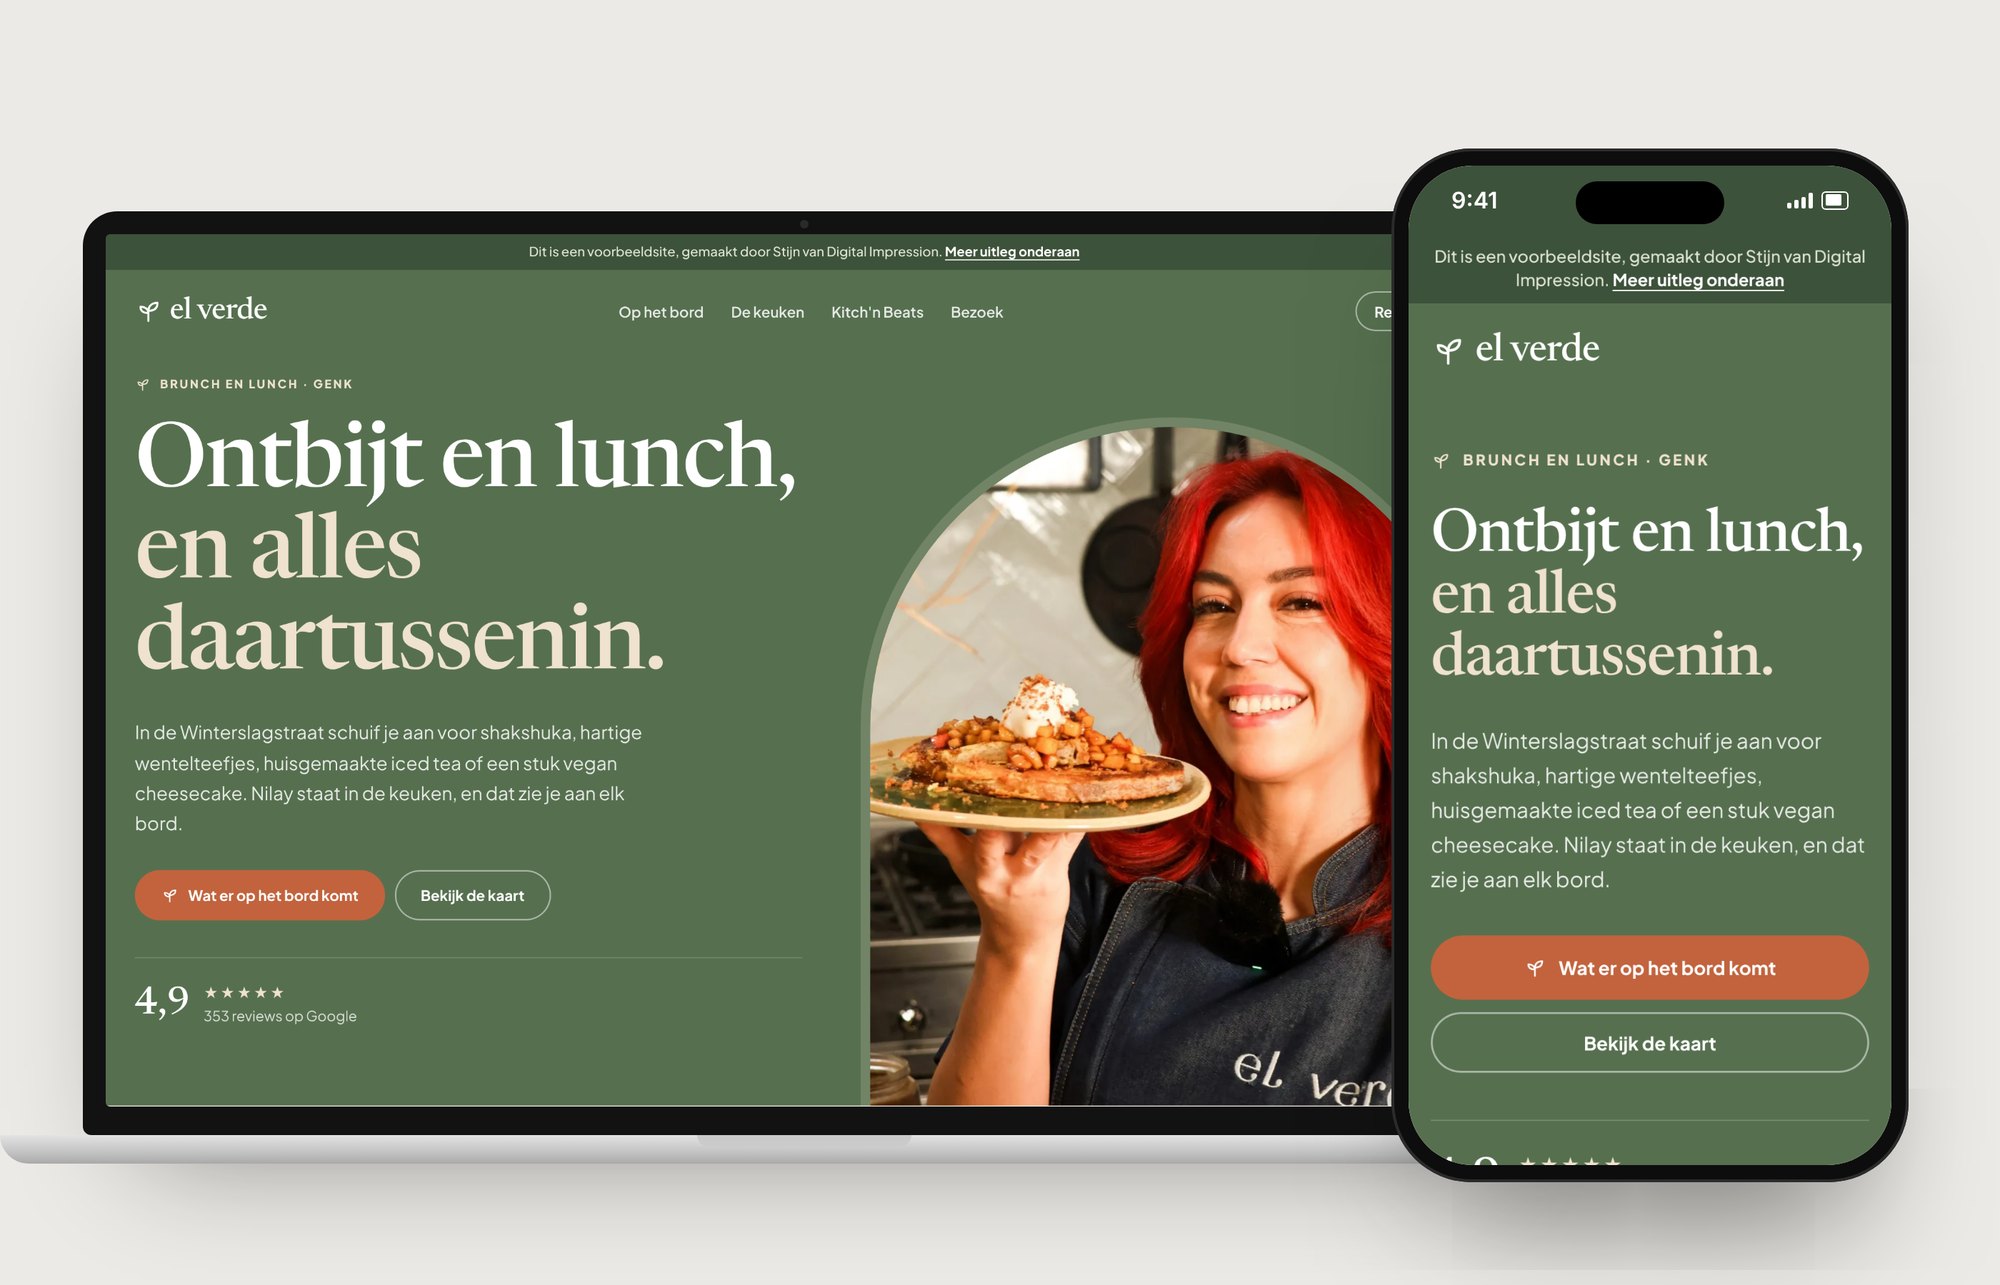 Dit is een voorbeeldsite, gemaakt door Stijn van Digital Impression. Meer uitleg onderaan
el verde
Op het bord De keuken Kitch'n Beats Bezoek
Re
BRUNCH EN LUNCH · GENK
Ontbijt en lunch,
en alles
daartussenin.
In de Winterslagstraat schuif je aan voor shakshuka, hartige
wentelteefjes, huisgemaakte iced tea of een stuk vegan
cheesecake. Nilay staat in de keuken, en dat zie je aan elk
bord.
Wat er op het bord komt
Bekijk de kaart
4,9 ★★★★★
353 reviews op Google
el ver
9:41
Dit is een voorbeeldsite, gemaakt door Stijn van Digital
Impression. Meer uitleg onderaan
el verde
BRUNCH EN LUNCH · GENK
Ontbijt en lunch,
en alles
daartussenin.
In de Winterslagstraat schuif je aan voor
shakshuka, hartige wentelteefjes,
huisgemaakte iced tea of een stuk vegan
cheesecake. Nilay staat in de keuken, en dat
zie je aan elk bord.
Wat er op het bord komt
Bekijk de kaart
★★★★★